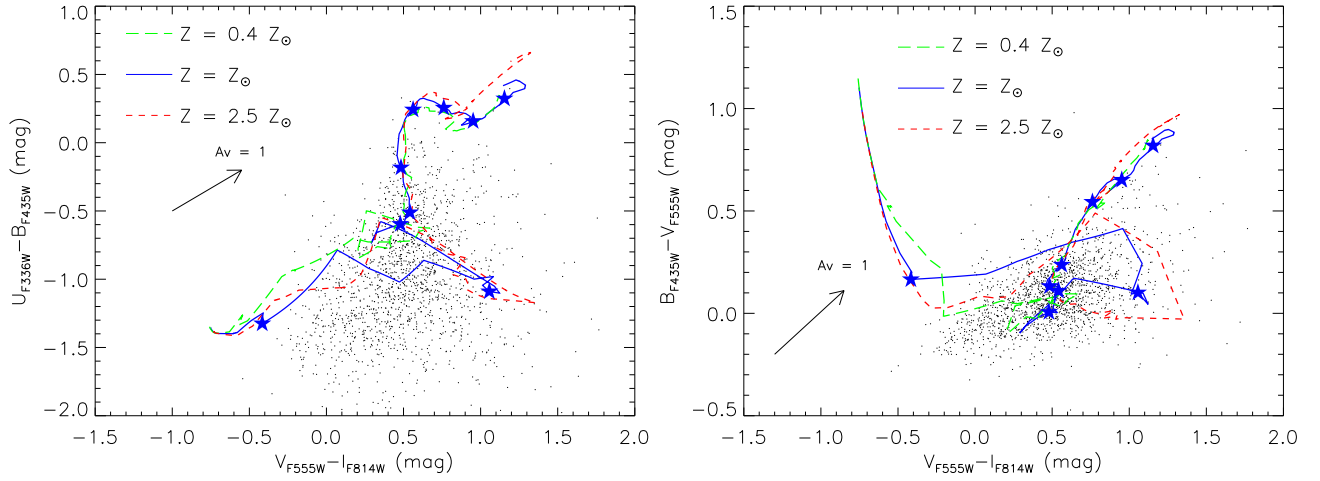 1.0
0.5
0.0
−0.5
−1.0
−1.5
−2.0
U_F336W−B_F435W (mag)
Z = 0.4 Z⊙
Z = Z⊙
Z = 2.5 Z⊙
Av = 1
−1.5 −1.0 −0.5 0.0 0.5 1.0 1.5 2.0
V_F555W−I_F814W (mag)
1.5
1.0
0.5
0.0
−0.5
B_F435W−V_F555W (mag)
Z = 0.4 Z⊙
Z = Z⊙
Z = 2.5 Z⊙
Av = 1
−1.5 −1.0 −0.5 0.0 0.5 1.0 1.5 2.0
V_F555W−I_F814W (mag)